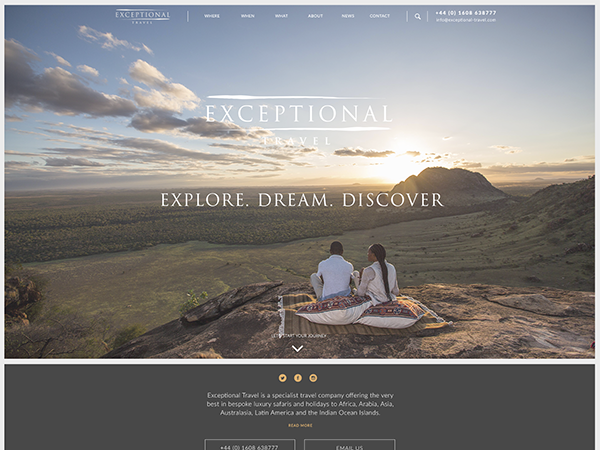 EXCEPTIONAL
TRAVEL
WHERE WHEN WHAT ABOUT NEWS CONTACT
+44 (0) 1608 638777
info@exceptional-travel.com
EXCEPTIONAL
TRAVEL
EXPLORE. DREAM. DISCOVER
LET'S START YOUR JOURNEY
Exceptional Travel is a specialist travel company offering the very
best in bespoke luxury safaris and holidays to Africa, Arabia, Asia,
Australasia, Latin America and the Indian Ocean Islands.
READ MORE
+44 (0) 1608 638777
EMAIL US